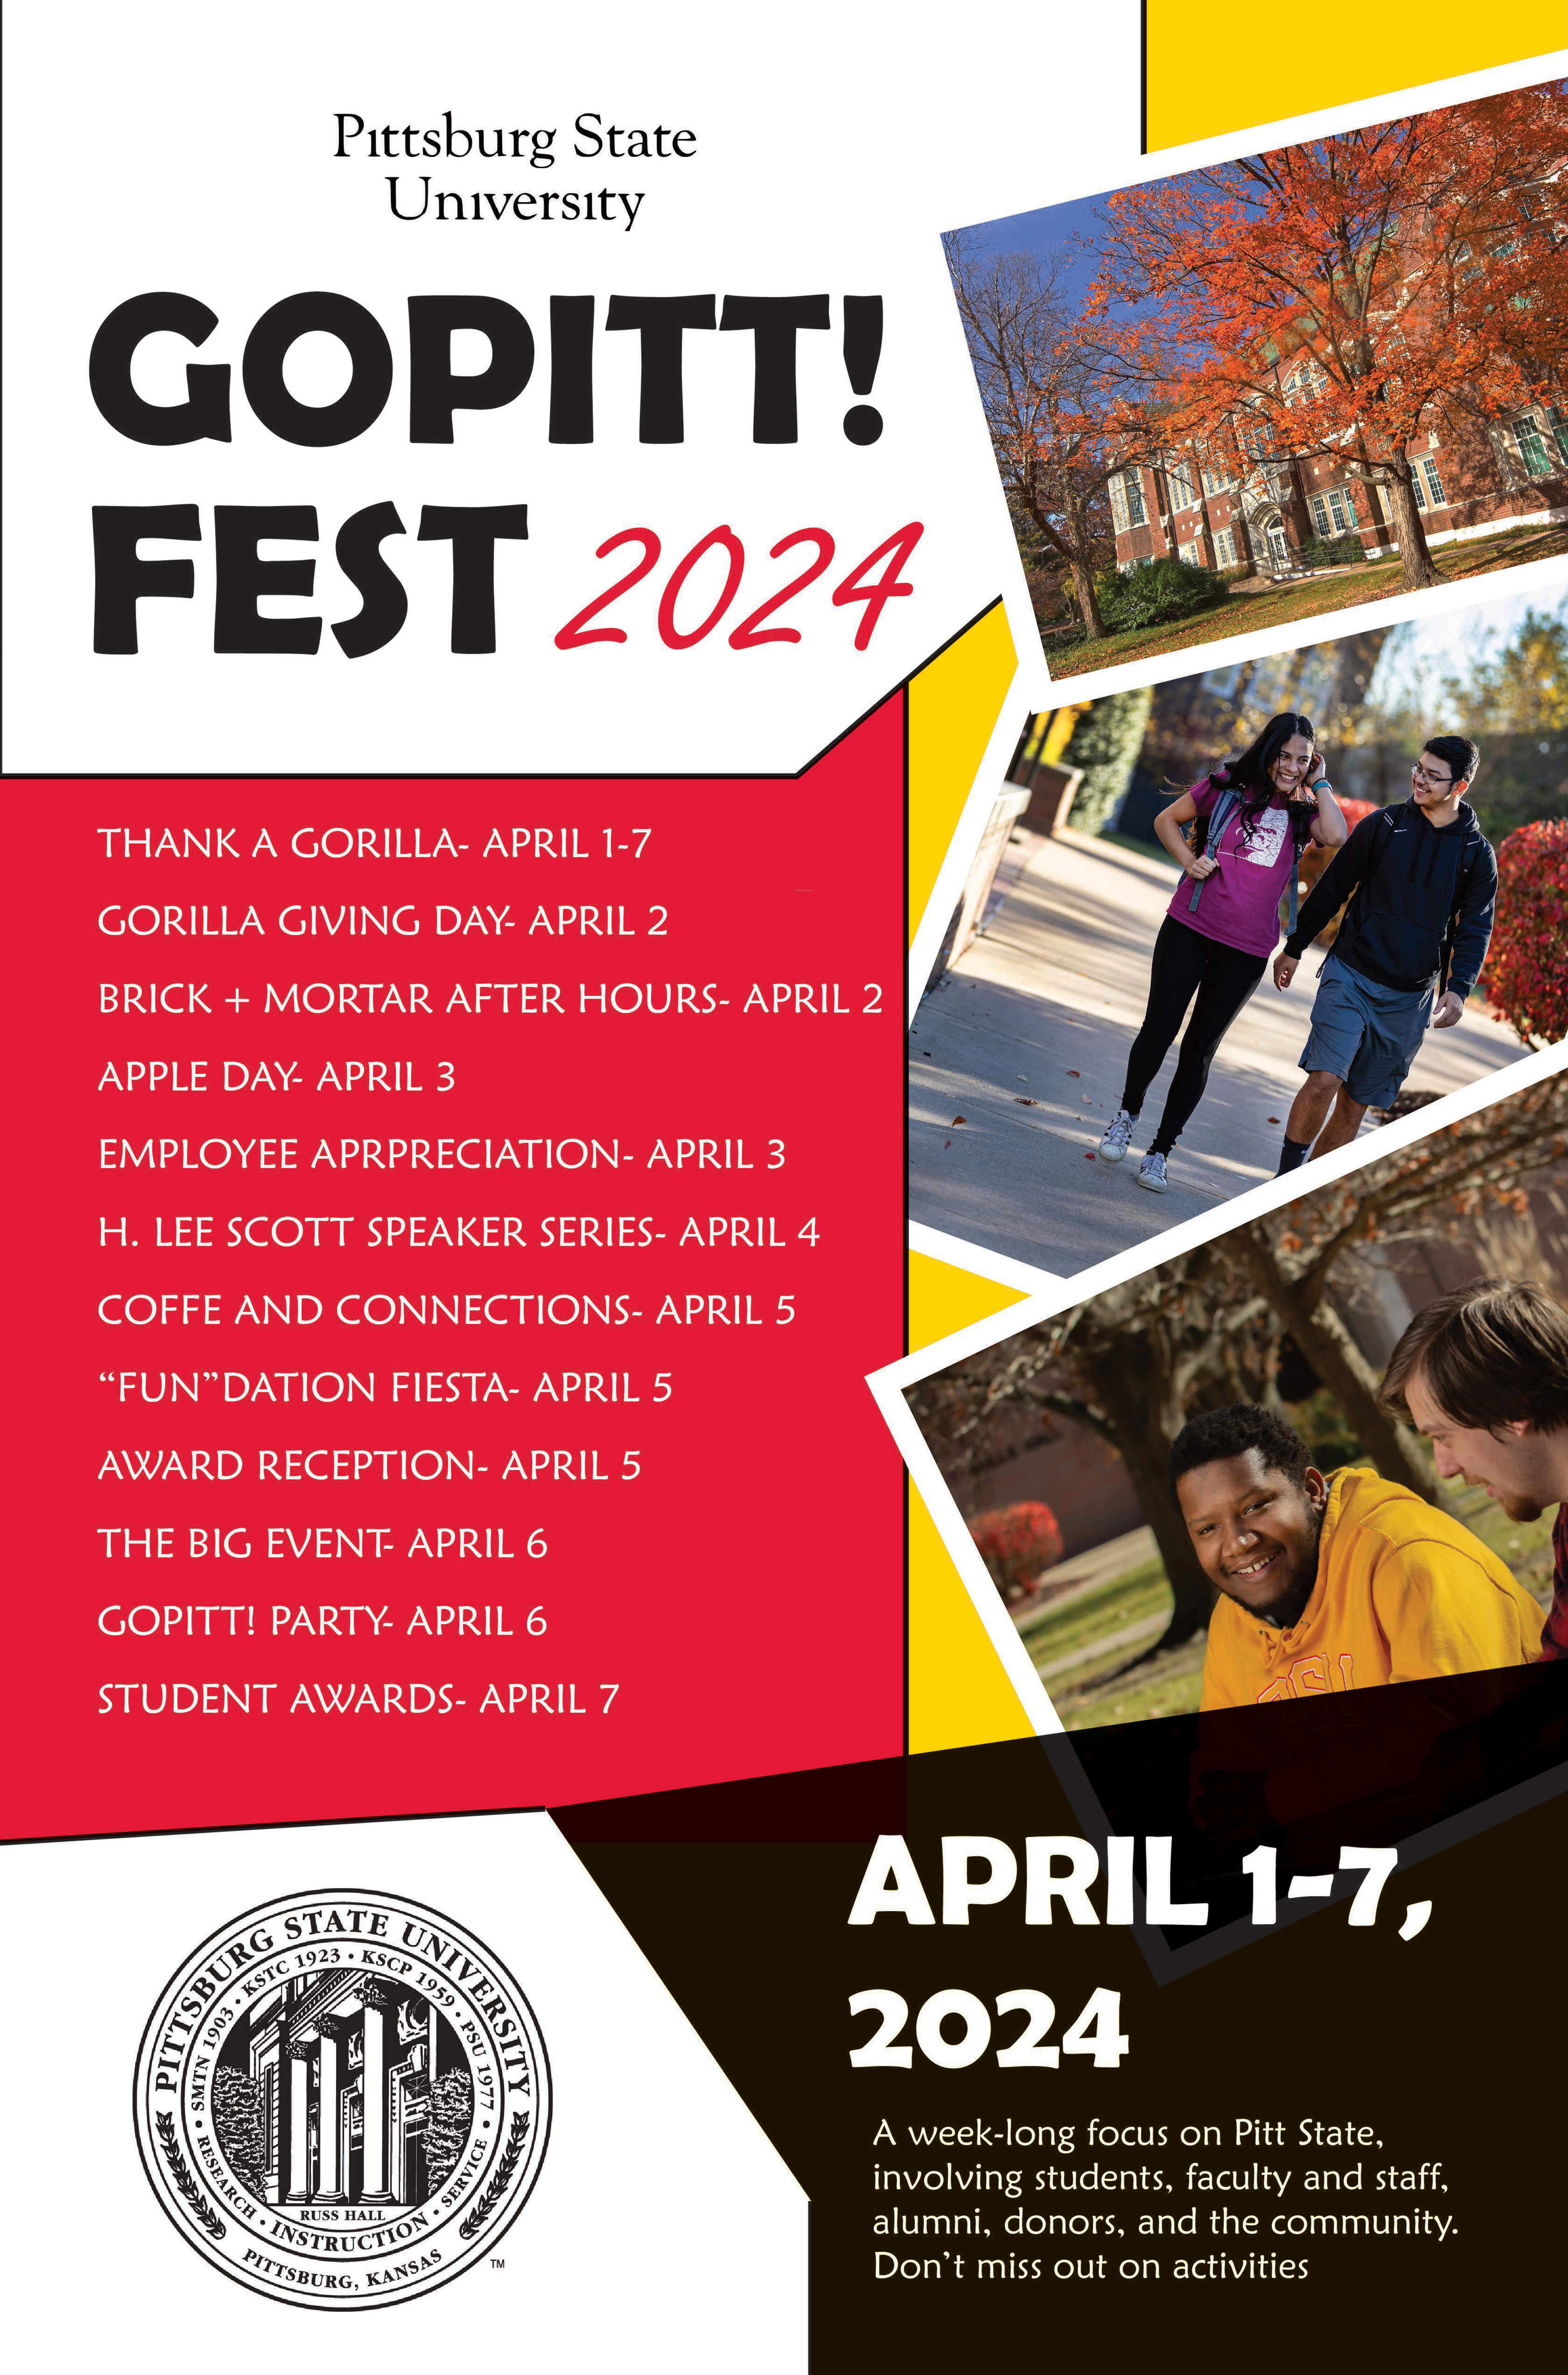 Pittsburg State
University
GOPITT!
FEST 2024
THANK A GORILLA- APRIL 1-7
GORILLA GIVING DAY- APRIL 2
BRICK + MORTAR AFTER HOURS- APRIL 2
APPLE DAY- APRIL 3
EMPLOYEE APRPRECIATION- APRIL 3
H. LEE SCOTT SPEAKER SERIES- APRIL 4
COFFE AND CONNECTIONS- APRIL 5
“FUN”DATION FIESTA- APRIL 5
AWARD RECEPTION- APRIL 5
THE BIG EVENT- APRIL 6
GOPITT! PARTY- APRIL 6
STUDENT AWARDS- APRIL 7
PITTSBURG STATE UNIVERSITY
SMTN 1903 • KSTC 1923 • KSCP 1959 • PSU 1977
RUSS HALL
• RESEARCH • INSTRUCTION • SERVICE •
PITTSBURG, KANSAS
TM
APRIL 1-7,
2024
A week-long focus on Pitt State,
involving students, faculty and staff,
alumni, donors, and the community.
Don’t miss out on activities